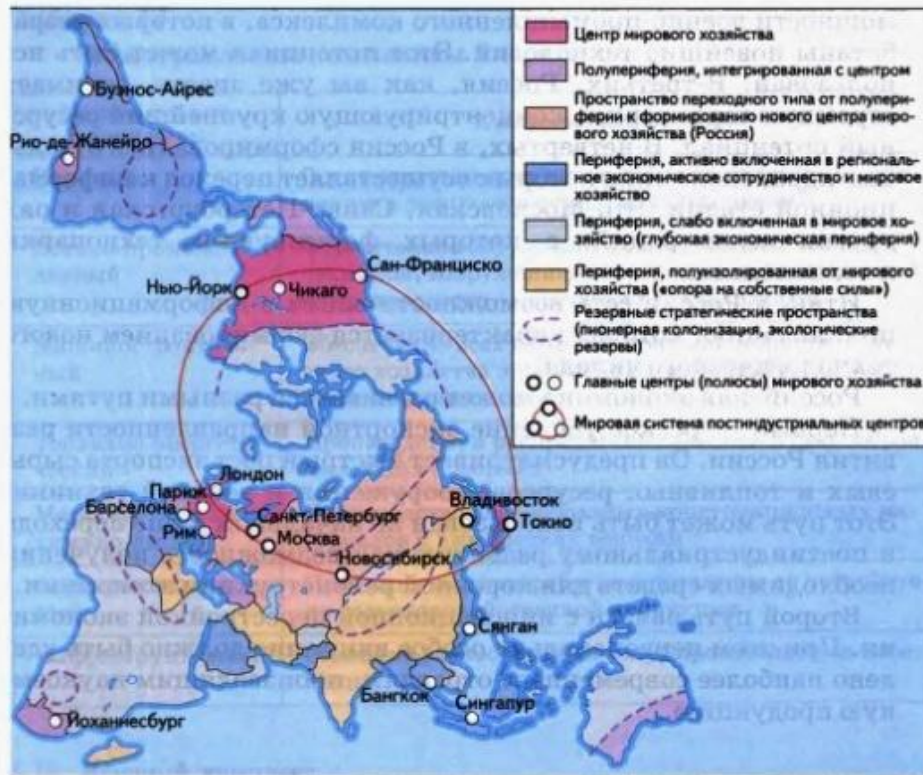 Центр мирового хозяйства
Полупериферия, интегрированная с центром
Пространство переходного типа от полупери-
ферии к формированию нового центра миро-
вого хозяйства (Россия)
Периферия, активно включенная в региональ-
ное экономическое сотрудничество и мировое
хозяйство
Периферия, слабо включенная в мировое хо-
зяйство (глубокая экономическая периферия)
Периферия, полуизолированная от мирового
хозяйства («опора на собственные силы»)
Резервные стратегические пространства
(пионерная колонизация, экологические
резервы)
Главные центры (полюсы) мирового хозяйства
Мировая система постиндустриальных центров
Буэнос-Айрес
Рио-де-Жанейро
Сан-Франциско
Нью-Йорк
Чикаго
Лондон
Париж
Барселона
Рим
Санкт-Петербург
Москва
Новосибирск
Владивосток
Токио
Сянган
Бангкок
Сингапур
Йоханнесбург